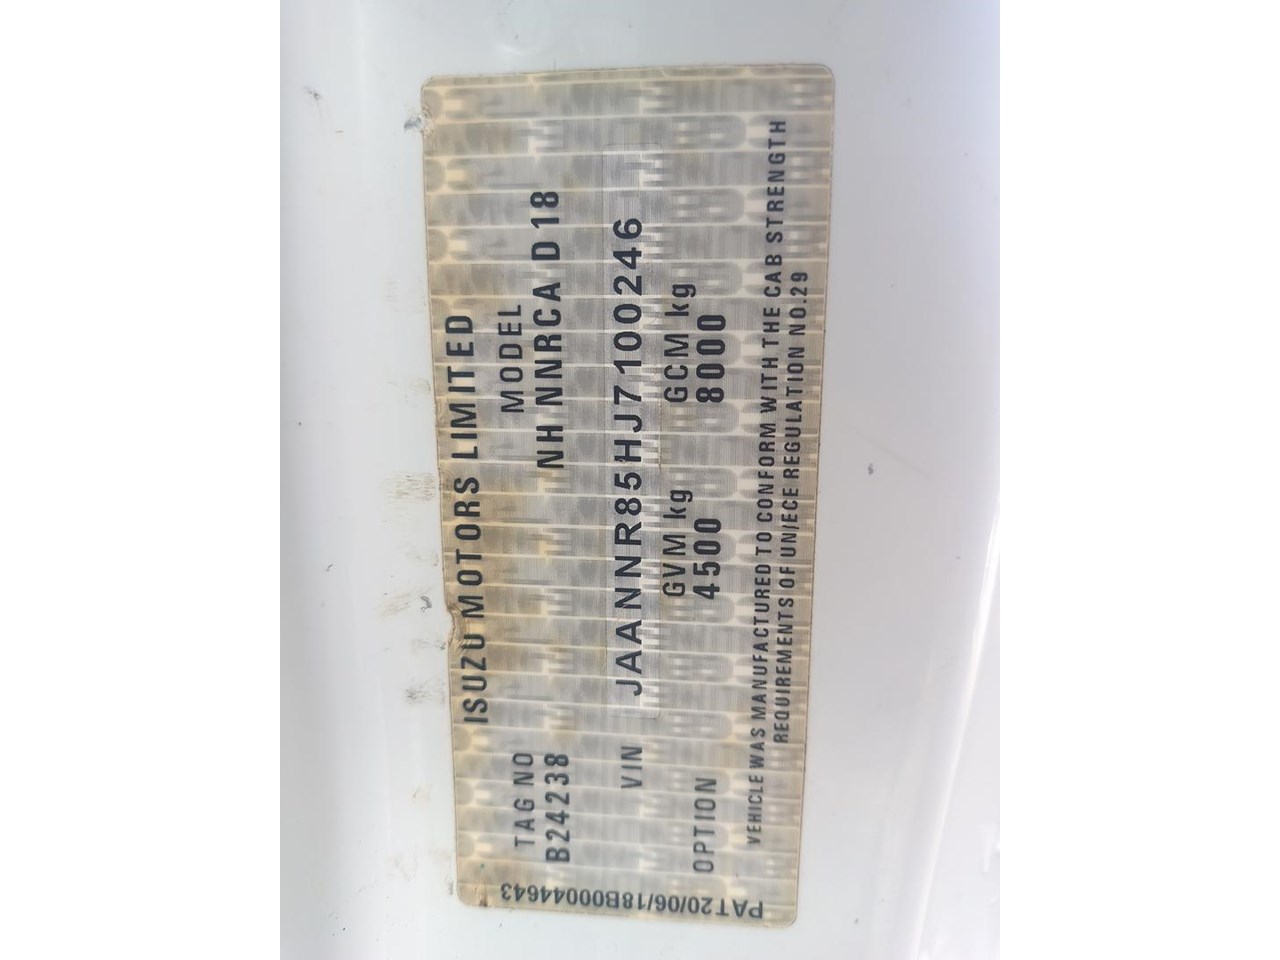 ISUZU MOTORS LIMITED
TAG NO MODEL
B24238 NH NNRCA D 18
VIN JAANNR85HJ7100246
GVM kg GCM kg
OPTION 4500 8000
VEHICLE WAS MANUFACTURED TO CONFORM WITH THE CAB STRENGTH
REQUIREMENTS OF UN/ECE REGULATION NO.29
PAT20/06/18B00044643